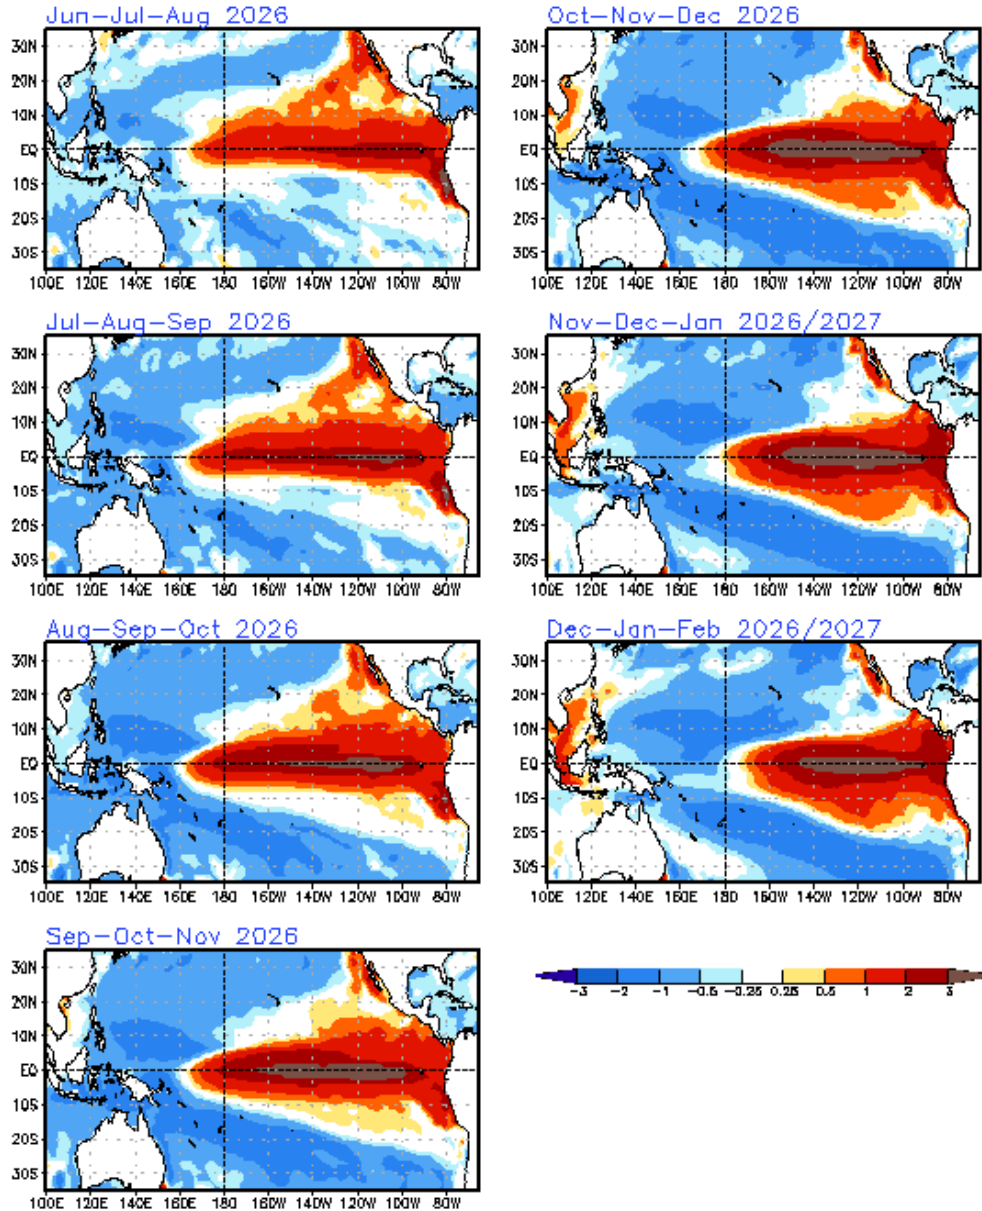 Jun-Jul-Aug 2026
30N
20N
10N
EQ
10S
20S
30S
100E 120E 140E 160E 180 160W 140W 120W 100W 80W
Jul-Aug-Sep 2026
30N
20N
10N
EQ
10S
20S
30S
100E 120E 140E 160E 180 160W 140W 120W 100W 80W
Aug-Sep-Oct 2026
30N
20N
10N
EQ
10S
20S
30S
100E 120E 140E 160E 180 160W 140W 120W 100W 80W
Sep-Oct-Nov 2026
30N
20N
10N
EQ
10S
20S
30S
100E 120E 140E 160E 180 160W 140W 120W 100W 80W
Oct-Nov-Dec 2026
30N
20N
10N
EQ
10S
20S
30S
100E 120E 140E 160E 180 160W 140W 120W 100W 80W
Nov-Dec-Jan 2026/2027
30N
20N
10N
EQ
10S
20S
30S
100E 120E 140E 160E 180 160W 140W 120W 100W 80W
Dec-Jan-Feb 2026/2027
30N
20N
10N
EQ
10S
20S
30S
100E 120E 140E 160E 180 160W 140W 120W 100W 80W
-3 -2 -1 -0.5 -0.25 0.25 0.5 1 2 3